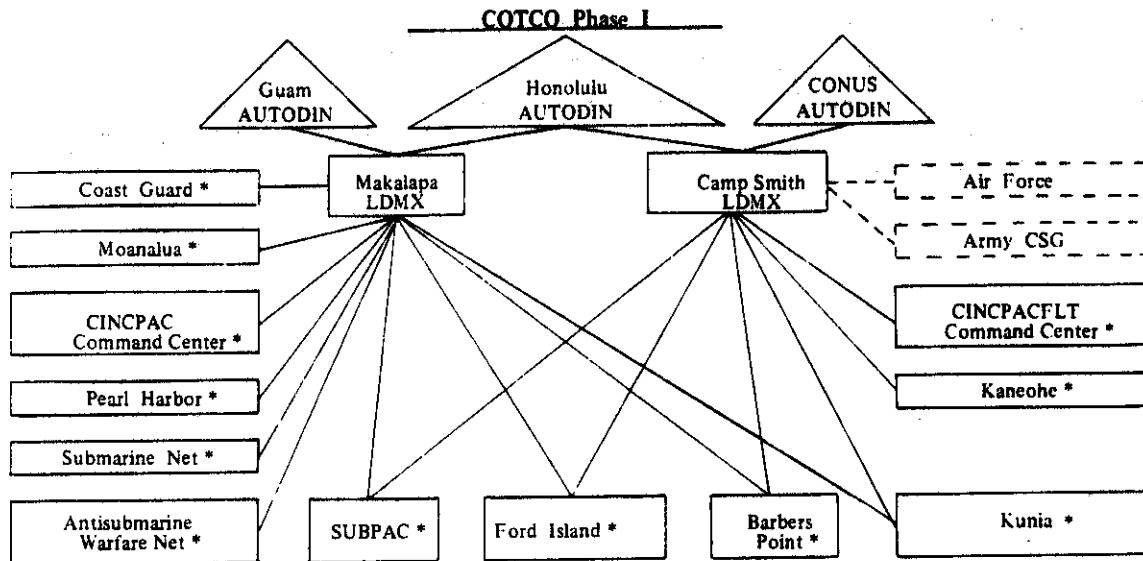 COTCO Phase I
Guam
AUTODIN
Honolulu
AUTODIN
CONUS
AUTODIN
Coast Guard *
Makalapa
LDMX
Camp Smith
LDMX
Air Force
Moanalua *
Army CSG
CINCPAC
Command Center *
CINCPACFLT
Command Center *
Pearl Harbor *
Kaneohe *
Submarine Net *
Antisubmarine
Warfare Net *
SUBPAC *
Ford Island *
Barbers
Point *
Kunia *